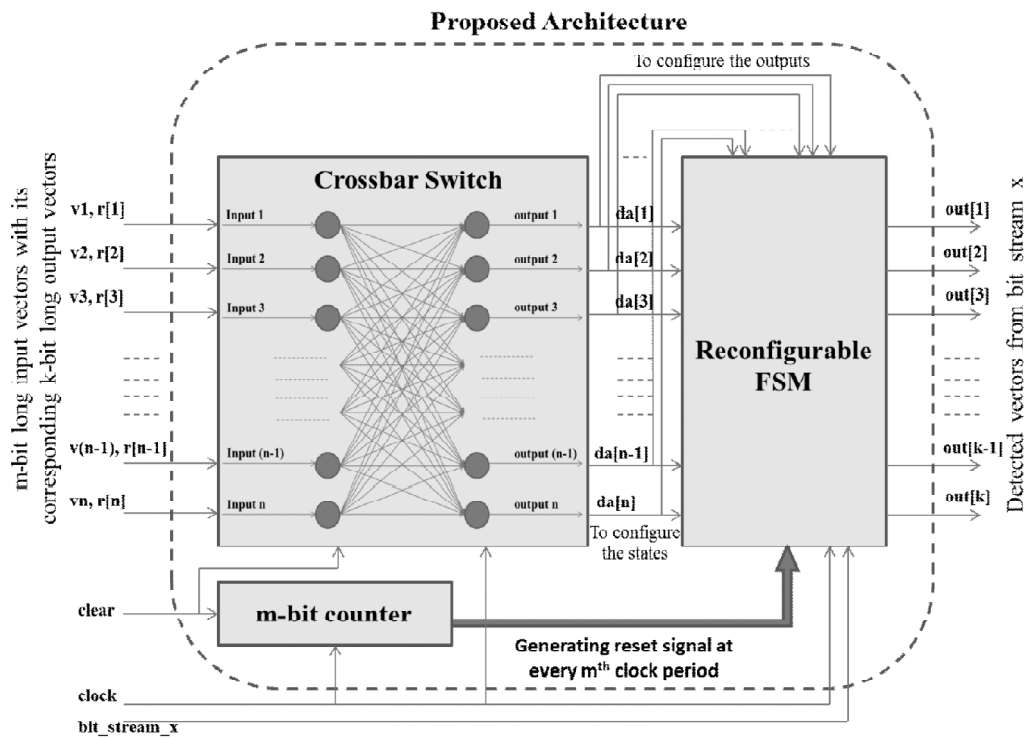 Proposed Architecture
To configure the outputs
m-bit long input vectors with its
corresponding k-bit long output vectors
Crossbar Switch
v1, r[1]
Input 1
output 1
da[1]
out[1]
v2, r[2]
Input 2
output 2
da[2]
out[2]
v3, r[3]
Input 3
output 3
da[3]
out[3]
Reconfigurable
FSM
v(n-1), r[n-1]
Input (n-1)
output (n-1)
da[n-1]
out[k-1]
vn, r[n]
Input n
output n
da[n]
out[k]
Detected vectors from bit stream x
To configure
the states
clear
m-bit counter
Generating reset signal at
every mth clock period
clock
bit_stream_x